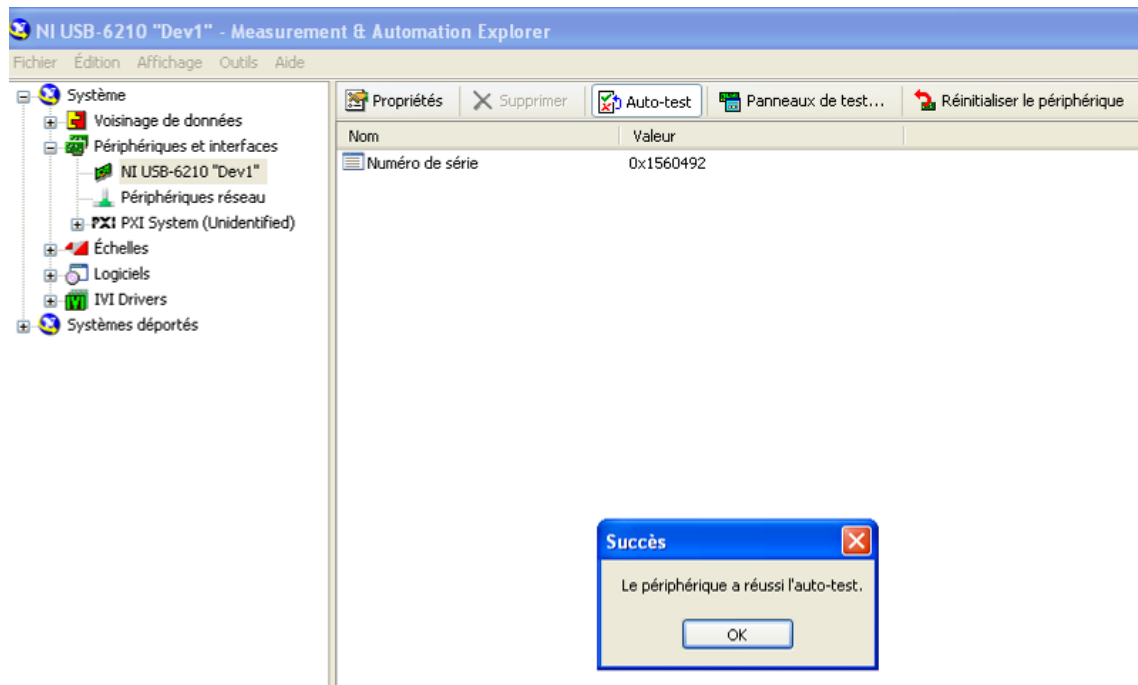 NI USB-6210 "Dev1" - Measurement & Automation Explorer
Fichier Édition Affichage Outils Aide
Système
Voisinage de données
Périphériques et interfaces
NI USB-6210 "Dev1"
Périphériques réseau
PXI PXI System (Unidentified)
Échelles
Logiciels
IVI IVI Drivers
Systèmes déportés
Propriétés Supprimer Auto-test Panneaux de test... Réinitialiser le périphérique
Nom Valeur
Numéro de série 0x1560492
Succès
Le périphérique a réussi l'auto-test.
OK